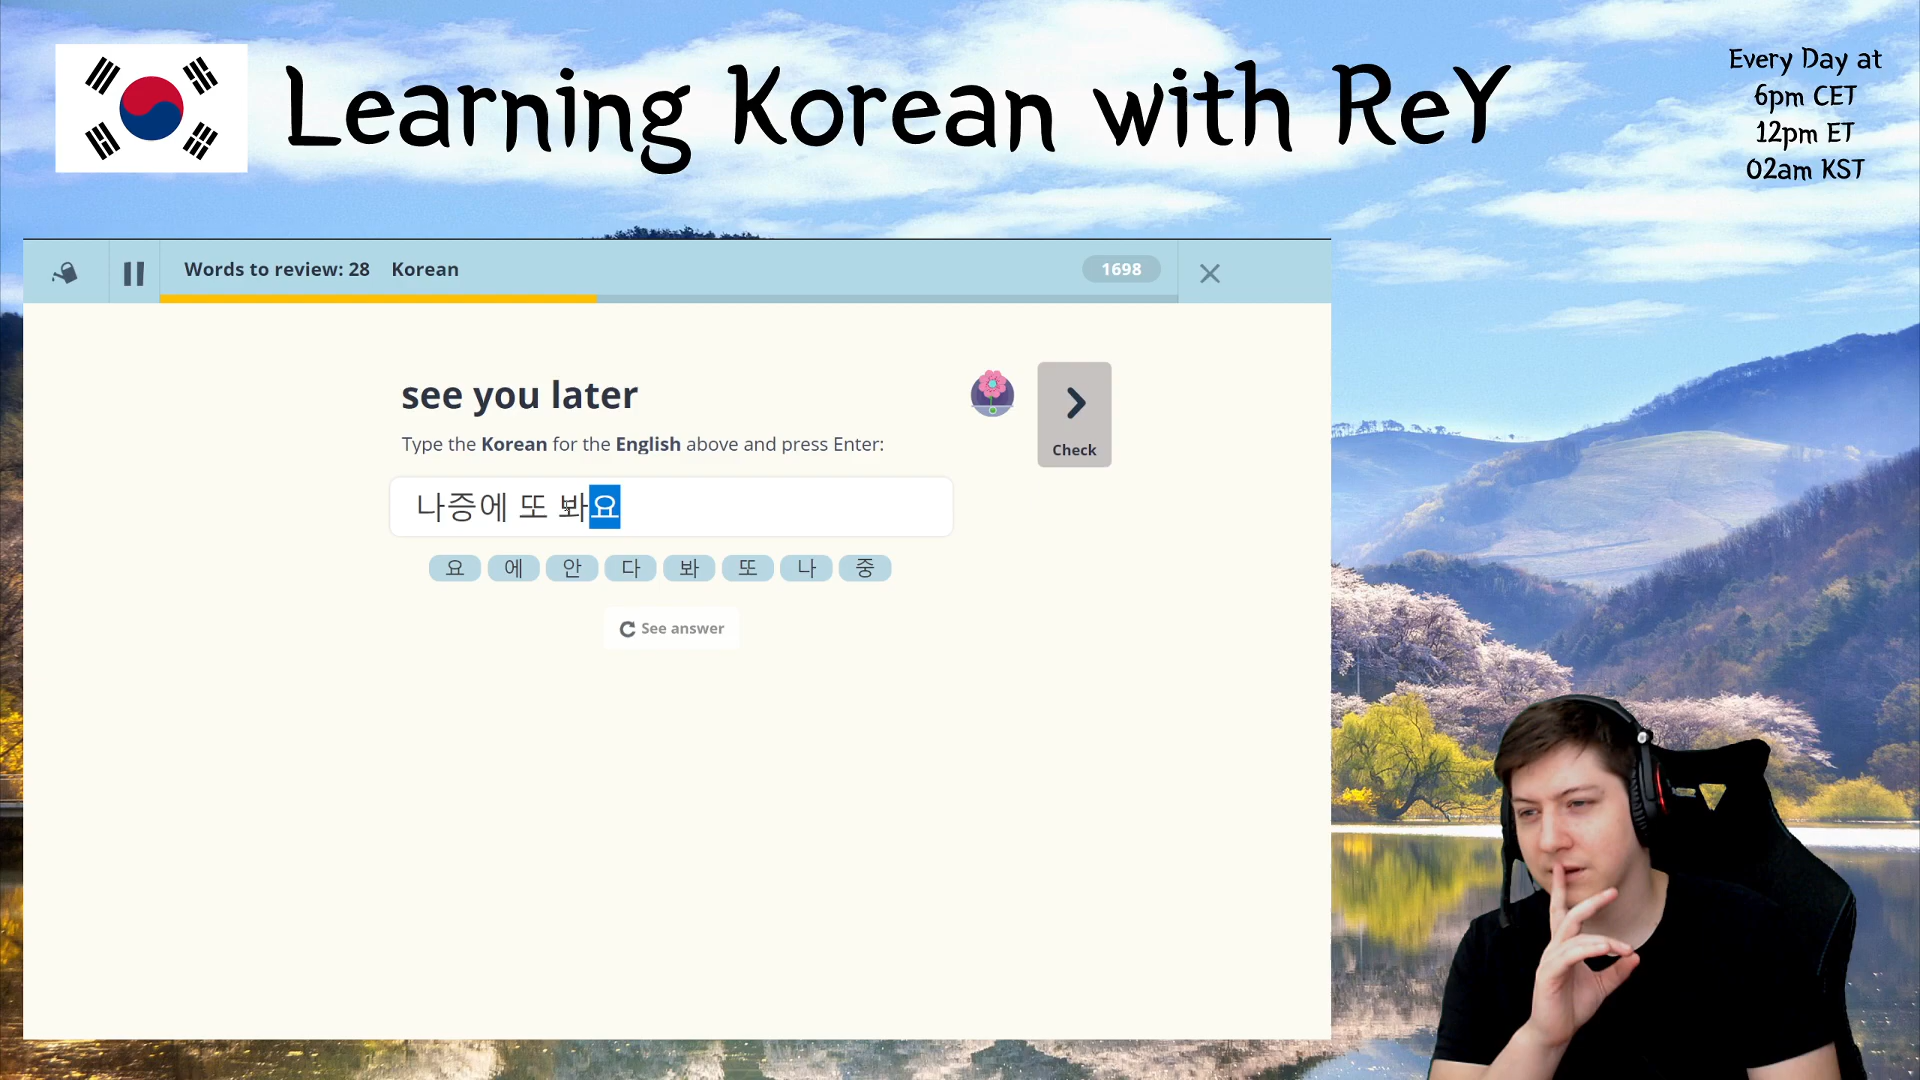 Learning Korean with ReY
Every Day at
6pm CET
12pm ET
02am KST
Words to review: 28 Korean
1698
see you later
Type the Korean for the English above and press Enter:
Check
나증에 또 봐요
요 에 안 다 봐 또 나 중
See answer